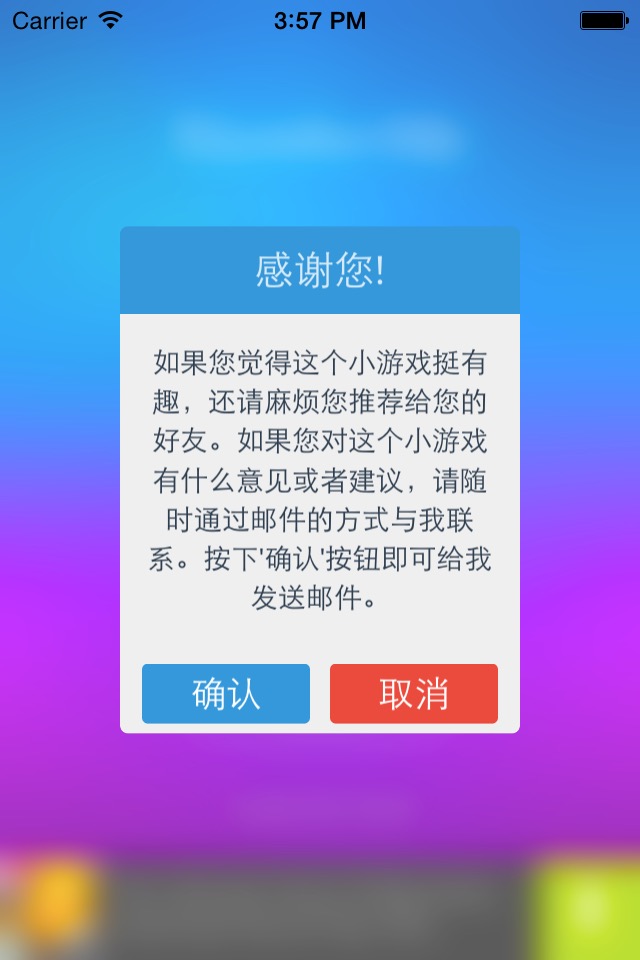 Carrier 3:57 PM
感谢您!
如果您觉得这个小游戏挺有
趣，还请麻烦您推荐给您的
好友。如果您对这个小游戏
有什么意见或者建议，请随
时通过邮件的方式与我联
系。按下'确认'按钮即可给我
发送邮件。
确认 取消